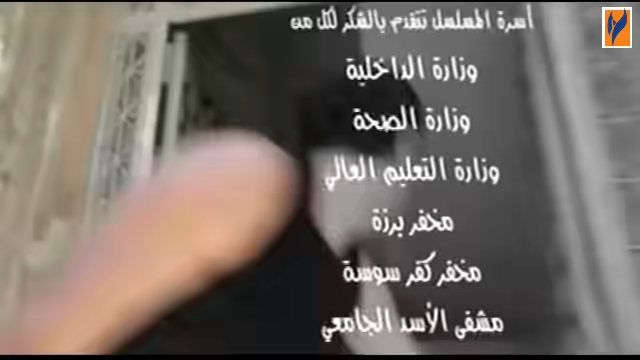 أسرة المسلسل تتقدم بالشكر لكل من
وزارة الداخلية
وزارة الصحة
وزارة التعليم العالي
مخفر برزة
مخفر كفر سوسة
مشفى الأسد الجامعي